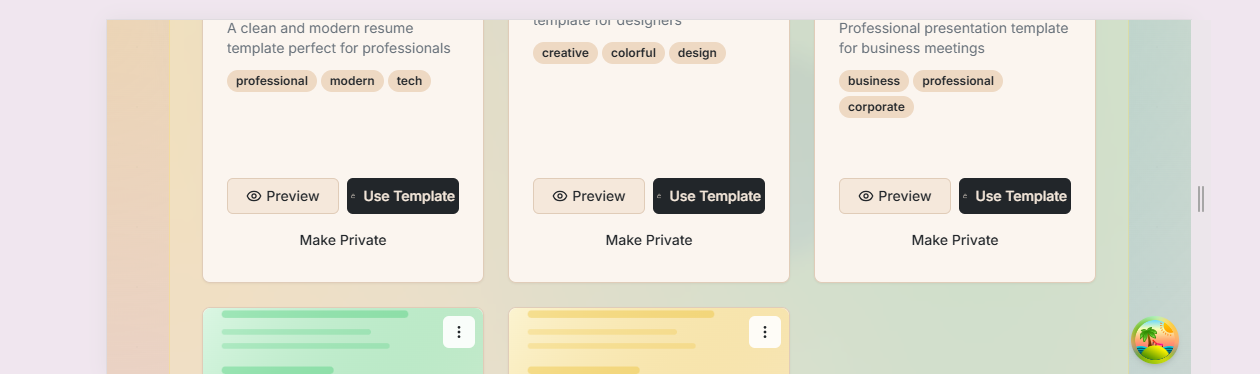 A clean and modern resume
template perfect for professionals
professional modern tech
Preview Use Template
Make Private
template for designers
creative colorful design
Preview Use Template
Make Private
Professional presentation template
for business meetings
business professional
corporate
Preview Use Template
Make Private